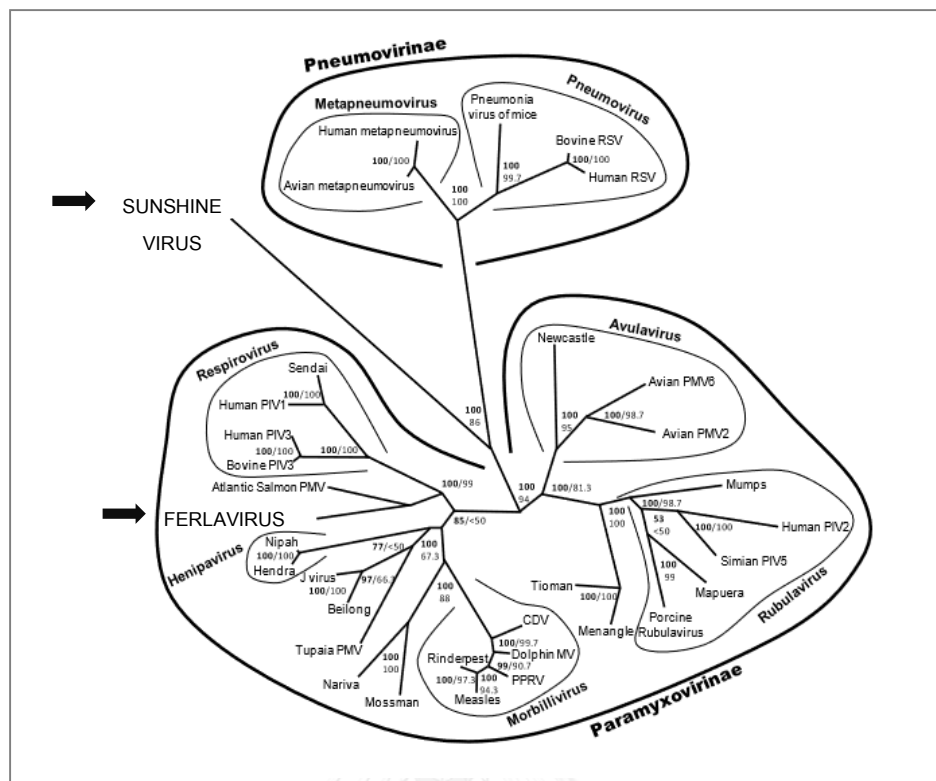 Pneumovirinae
Metapneumovirus
Pneumovirus
Pneumonia
virus of mice
Human metapneumovirus
Bovine RSV
100/100
100/100
100
99.7
Human RSV
Avian metapneumovirus
100
100
SUNSHINE
VIRUS
Avulavirus
Newcastle
Respirovirus
Sendai
Avian PMV6
100/100
Human PIV1
100
86
100
95
100/98.7
Avian PMV2
Human PIV3
100/100
100/100
Bovine PIV3
100/99
100
94
100/81.3
Mumps
Atlantic Salmon PMV
100/98.7
FERLAVIRUS
85/<50
100
100
53
<50
Human PIV2
100/100
Nipah
100/100
Hendra
Henipavirus
77/<50
100
67.3
Simian PIV5
J virus
97/66.
100/100
100
99
Mapuera
Rubulavirus
Beilong
100
88
Tioman
100/100
Porcine
Rubulavirus
Menangle
CDV
Tupaia PMV
100/99.7
Dolphin MV
100
100
Rinderpest
99/90.7
100/97.3
100
94.3
PPRV
Nariva
Measles
Mossman
Morbillivirus
Paramyxovirinae